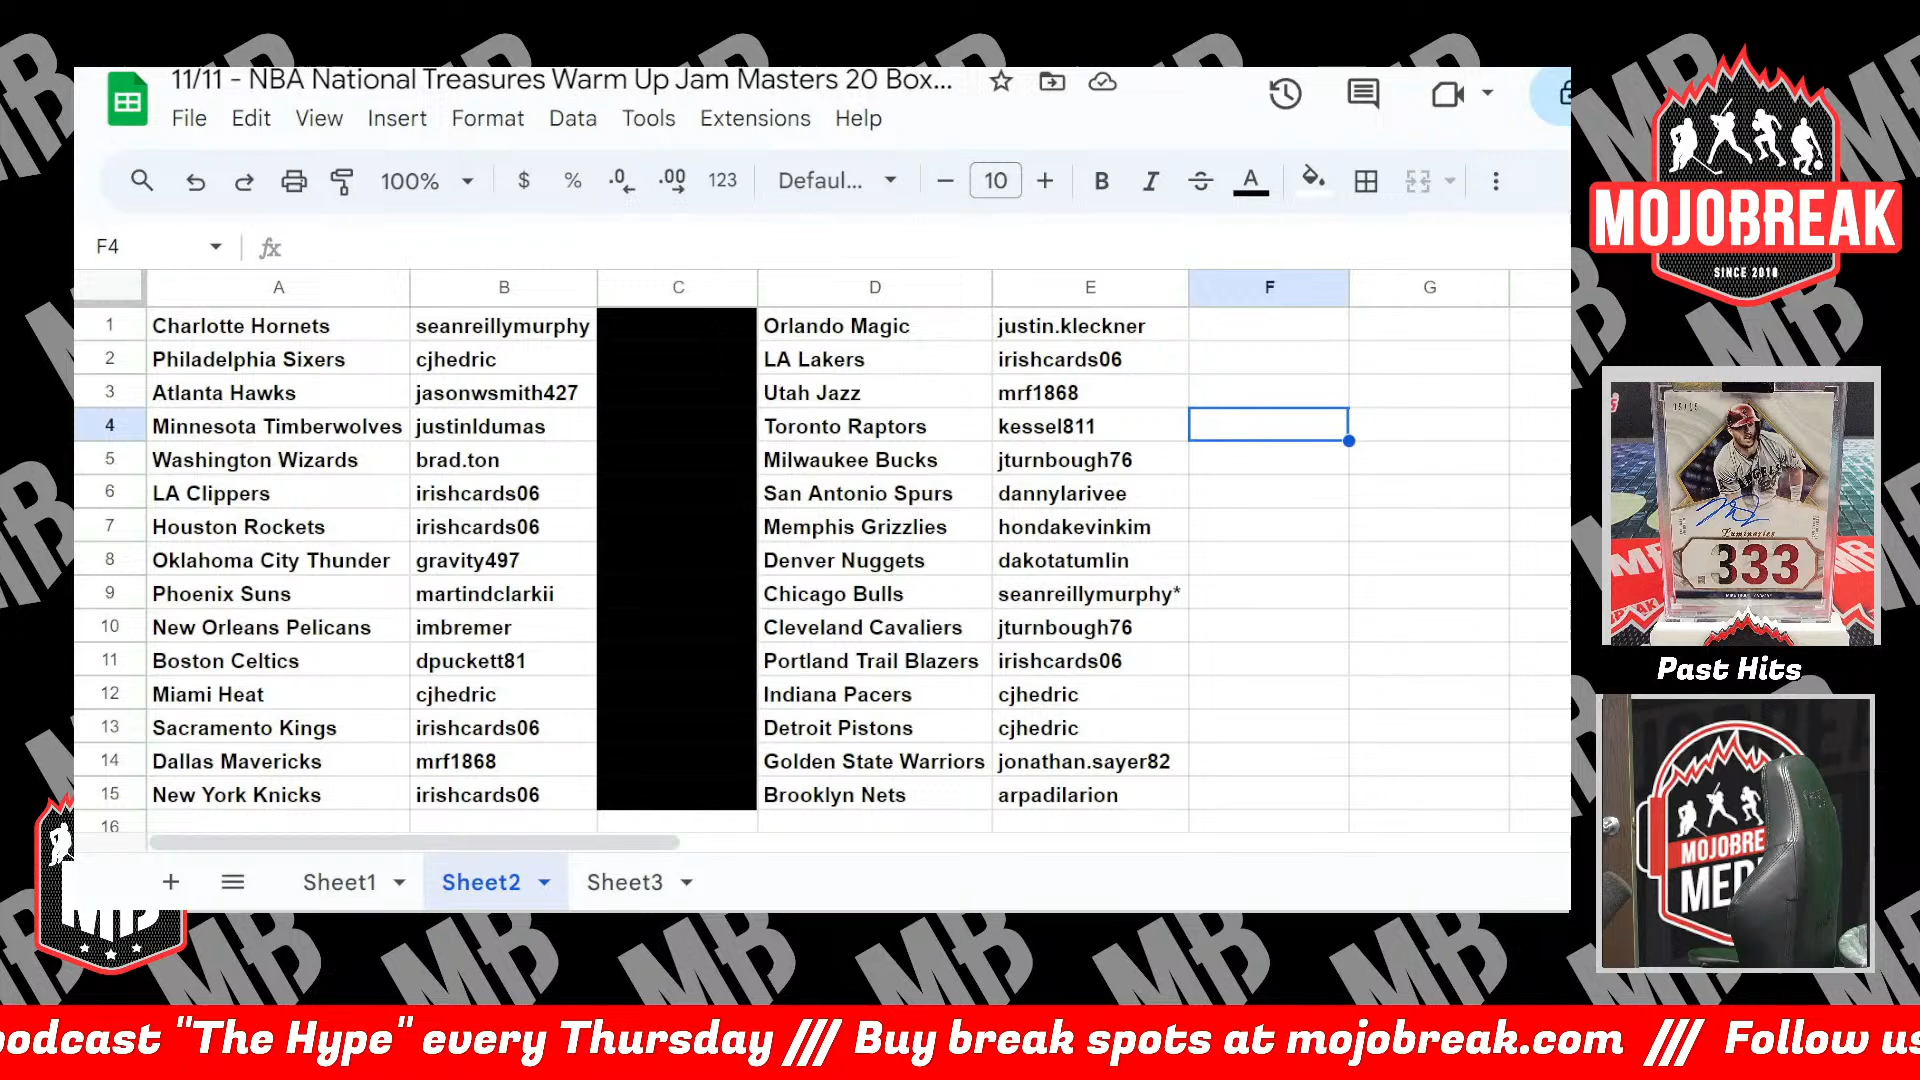 11/11 - NBA National Treasures Warm Up Jam Masters 20 Box...
File Edit View Insert Format Data Tools Extensions Help
100% $ % .0 .00 123 Defaul... 10 B I A
F4 fx
A B C D E F G
1 Charlotte Hornets seanreillymurphy Orlando Magic justin.kleckner
2 Philadelphia Sixers cjhedric LA Lakers irishcards06
3 Atlanta Hawks jasonwsmith427 Utah Jazz mrf1868
4 Minnesota Timberwolves justinldumas Toronto Raptors kessel811
5 Washington Wizards brad.ton Milwaukee Bucks jturnbough76
6 LA Clippers irishcards06 San Antonio Spurs dannylarivee
7 Houston Rockets irishcards06 Memphis Grizzlies hondakevinkim
8 Oklahoma City Thunder gravity497 Denver Nuggets dakotatumlin
9 Phoenix Suns martindclarkii Chicago Bulls seanreillymurphy*
10 New Orleans Pelicans imbremer Cleveland Cavaliers jturnbough76
11 Boston Celtics dpuckett81 Portland Trail Blazers irishcards06
12 Miami Heat cjhedric Indiana Pacers cjhedric
13 Sacramento Kings irishcards06 Detroit Pistons cjhedric
14 Dallas Mavericks mrf1868 Golden State Warriors jonathan.sayer82
15 New York Knicks irishcards06 Brooklyn Nets arpadilarion
16
Sheet1 Sheet2 Sheet3
MOJOBREAK
SINCE 2010
Luminaries
333
Past Hits
MOJOBREA
MED
MB
podcast "The Hype" every Thursday /// Buy break spots at mojobreak.com /// Follow us